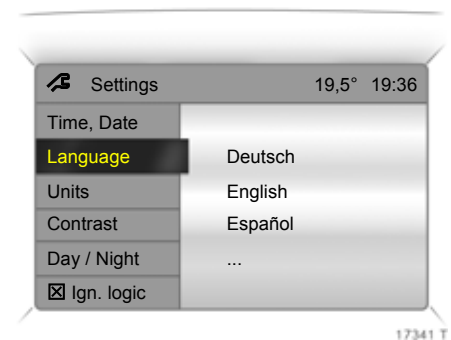 Settings 19,5° 19:36
Time, Date
Language Deutsch
Units English
Contrast Español
Day / Night ...
Ign. logic
17341 T